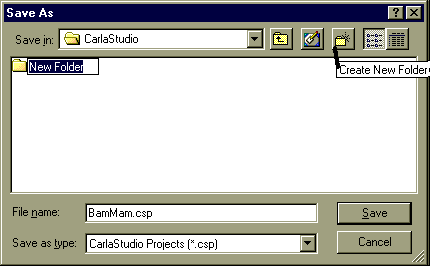 Save As
Save in: CarlaStudio
New Folder
Create New Folder
File name: BamMam.csp
Save
Save as type: CarlaStudio Projects (*.csp)
Cancel